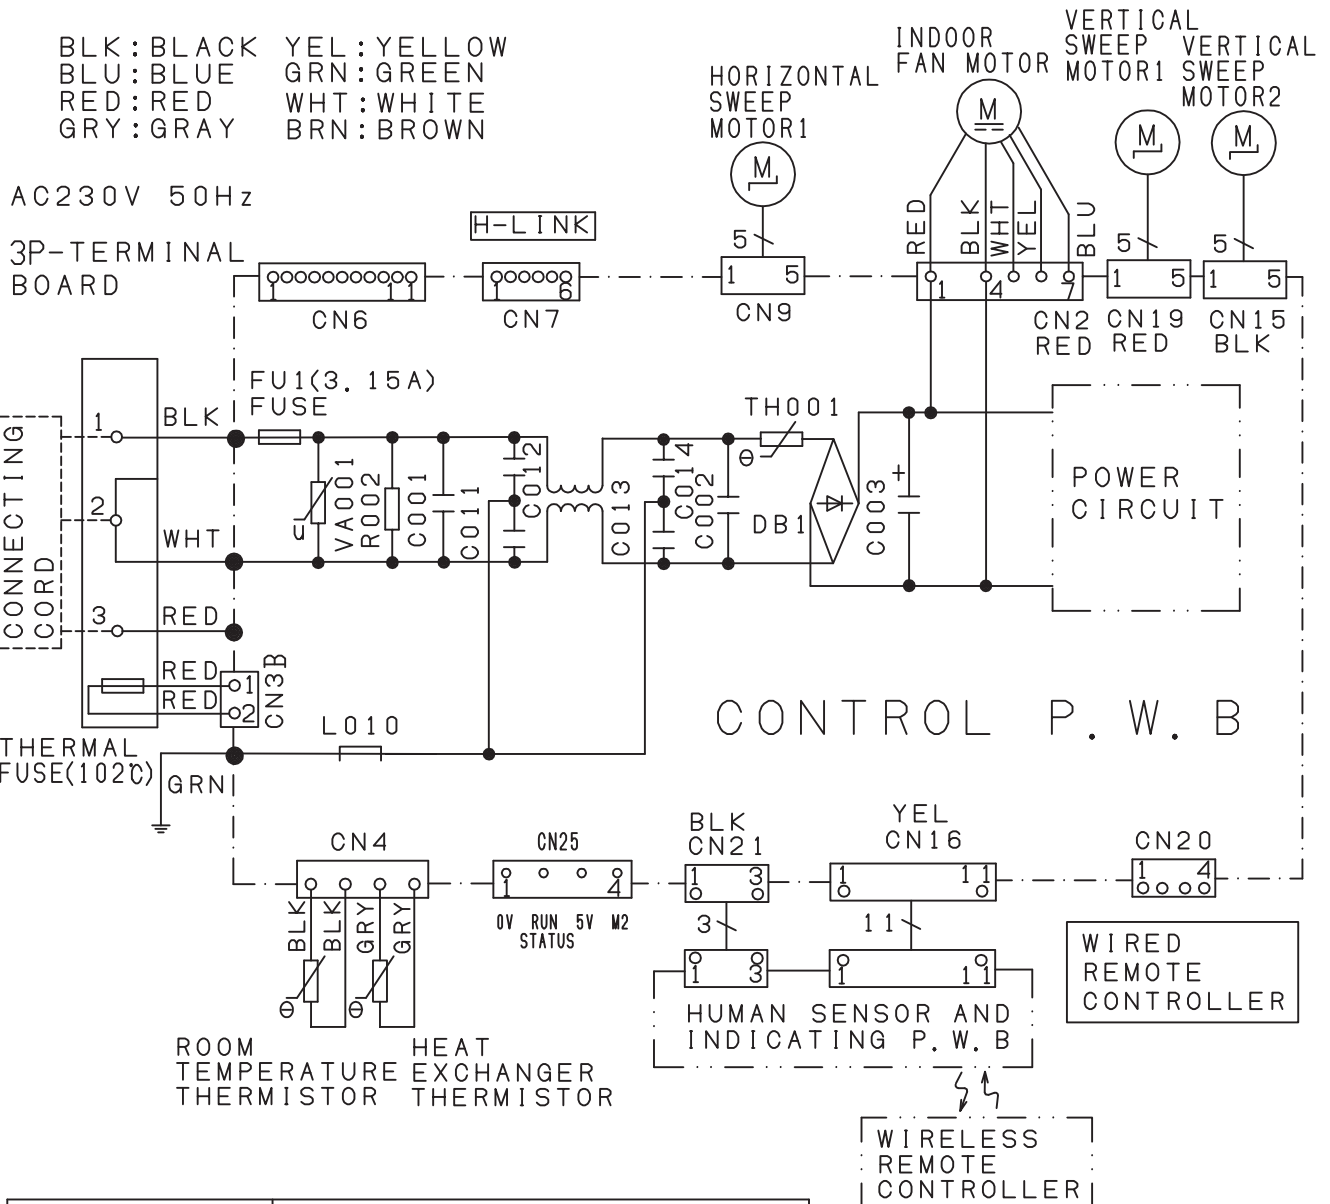 BLK:BLACK YEL:YELLOW
BLU:BLUE GRN:GREEN
RED:RED WHT:WHITE
GRY:GRAY BRN:BROWN
AC230V 50Hz
3P-TERMINAL
BOARD
H-LINK
HORIZONTAL
SWEEP
MOTOR1
M
INDOOR
FAN MOTOR
M
VERTICAL
SWEEP
MOTOR1
M
VERTICAL
SWEEP
MOTOR2
M
RED
BLK
WHT
YEL
BLU
5
5
5
1 11
CN6
1 6
CN7
1 5
CN9
1 4 7
CN2
RED
1 5
CN19
RED
1 5
CN15
BLK
CONNECTING
CORD
1
BLK
2
WHT
3
RED
RED
RED
1
2
CN3B
THERMAL
FUSE(102℃)
GRN
FU1(3.15A)
FUSE
u
VA001
R002
C001
C011
C012
C013
C014
C002
TH001
θ
DB1
C003
+
POWER
CIRCUIT
L010
CONTROL P.W.B
CN4
BLK
BLK
GRY
GRY
θ
θ
ROOM
TEMPERATURE
THERMISTOR
HEAT
EXCHANGER
THERMISTOR
CN25
1 4
0V RUN 5V M2
STATUS
BLK
CN21
1 3
3
1 3
YEL
CN16
1 11
11
1 11
HUMAN SENSOR AND
INDICATING P.W.B
CN20
1 4
WIRED
REMOTE
CONTROLLER
WIRELESS
REMOTE
CONTROLLER